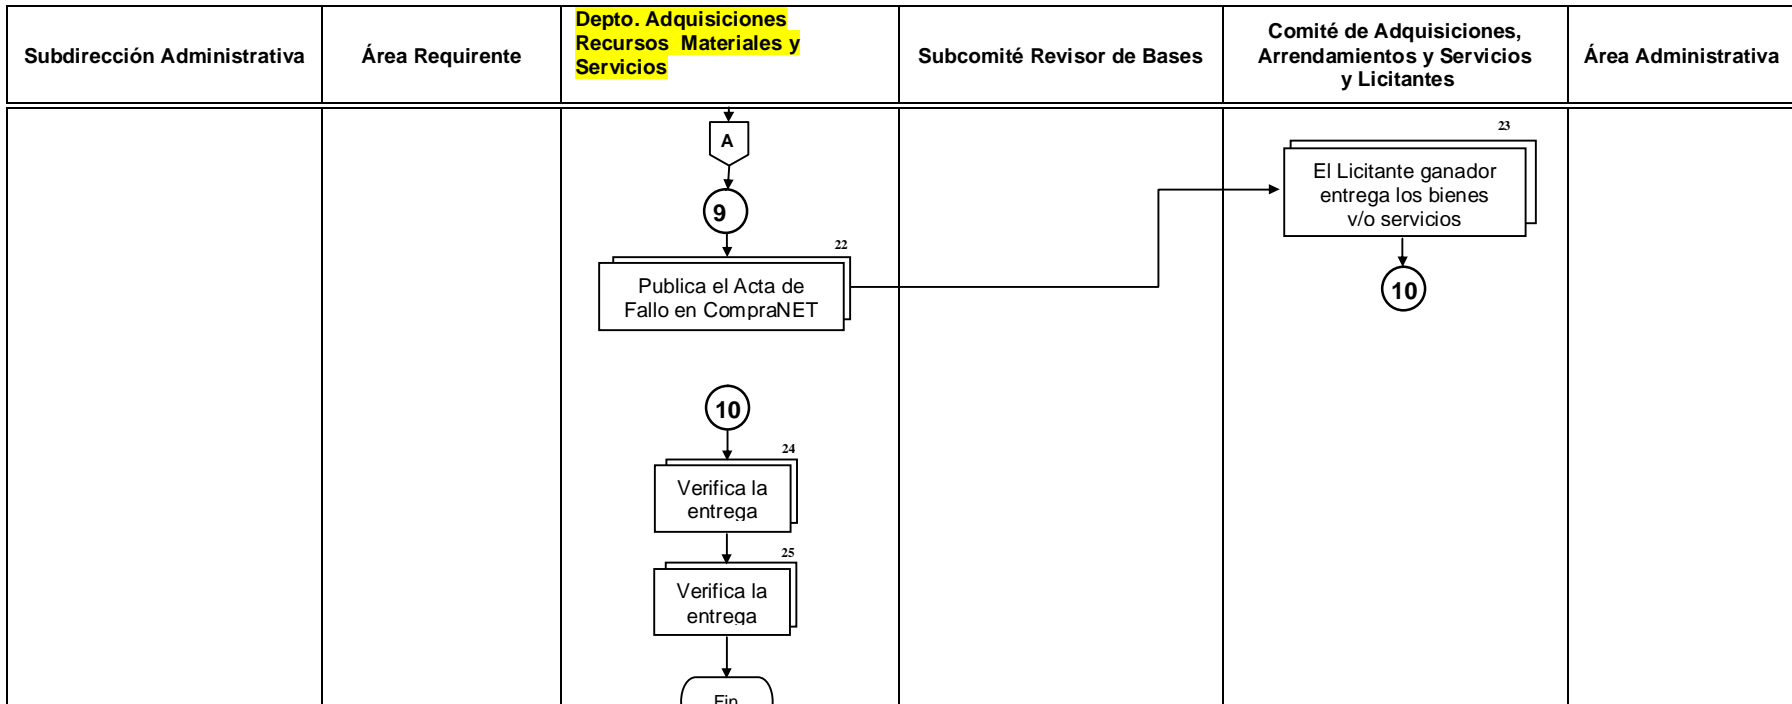 Subdirección Administrativa
Área Requirente
Depto. Adquisiciones
Recursos Materiales y
Servicios
Subcomité Revisor de Bases
Comité de Adquisiciones,
Arrendamientos y Servicios
y Licitantes
Área Administrativa
A
9
22
Publica el Acta de
Fallo en CompraNET
23
El Licitante ganador
entrega los bienes
y/o servicios
10
10
24
Verifica la
entrega
25
Verifica la
entrega
Fin